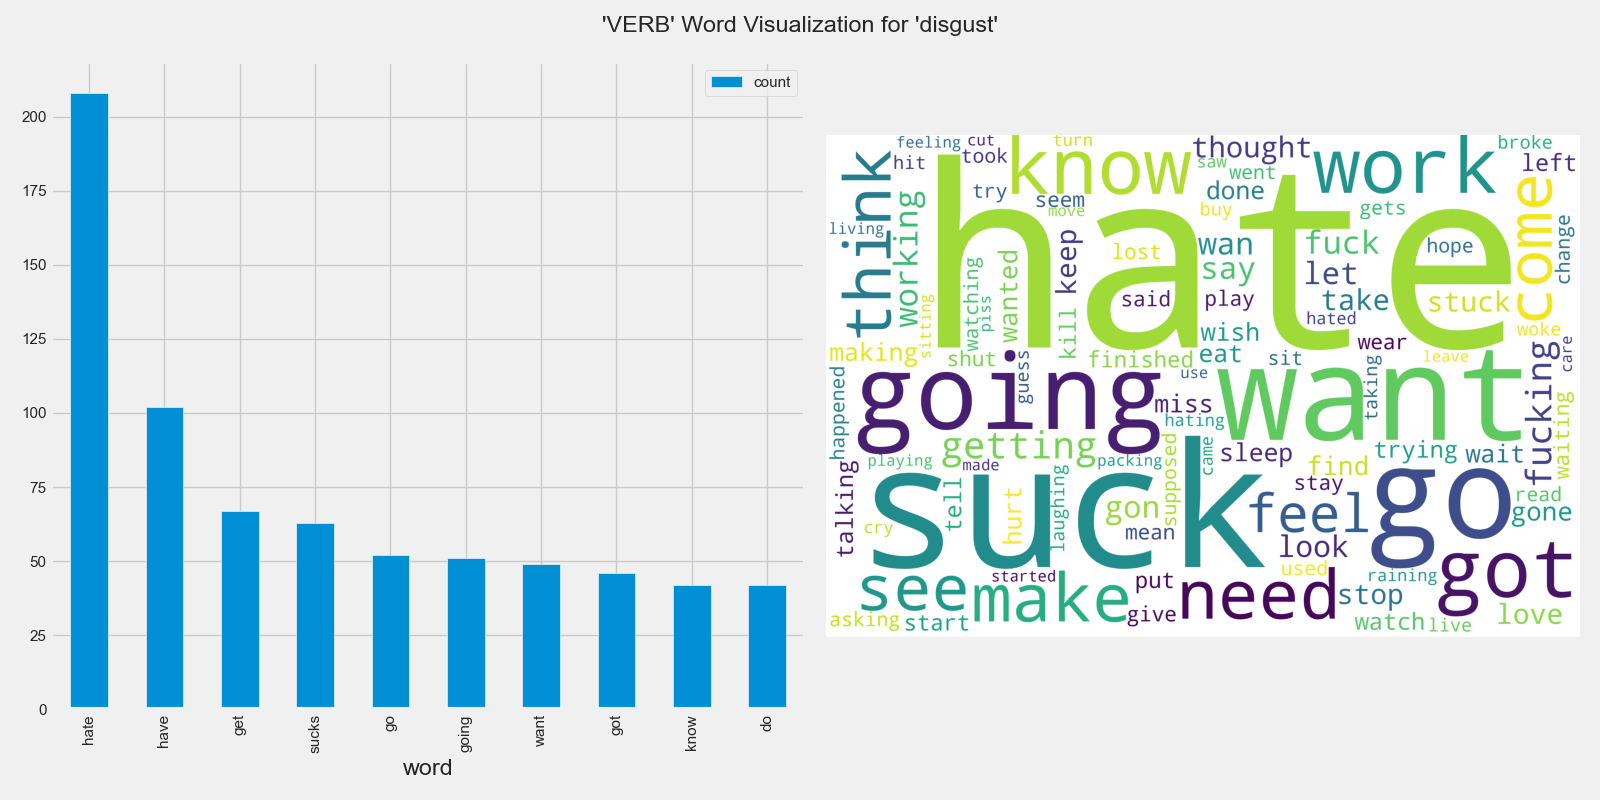 'VERB' Word Visualization for 'disgust'
count
200
175
150
125
100
75
50
25
0
hate
have
get
sucks
go
going
want
got
know
do
word
feeling
cut
turn
thought
work
broke
hit
took
know
saw
went
left
think
try
seem
move
done
buy
gets
come
living
working
hate
lost
wan
fuck
hope
change
watching
wanted
keep
say
let
sitting
piss
said
play
take
stuck
kill
wish
hated
woke
making
shut
guess
finished
eat
sit
wear
leave
care
happened
going
use
want
taking
fucking
miss
hating
waiting
getting
playing
made
packing
supposed
came
sleep
find
trying
wait
talking
suck
stay
go
read
tell
hurt
laughing
gon
feel
gone
cry
mean
look
started
used
raining
got
see
make
put
need
stop
asking
start
give
watch
live
love